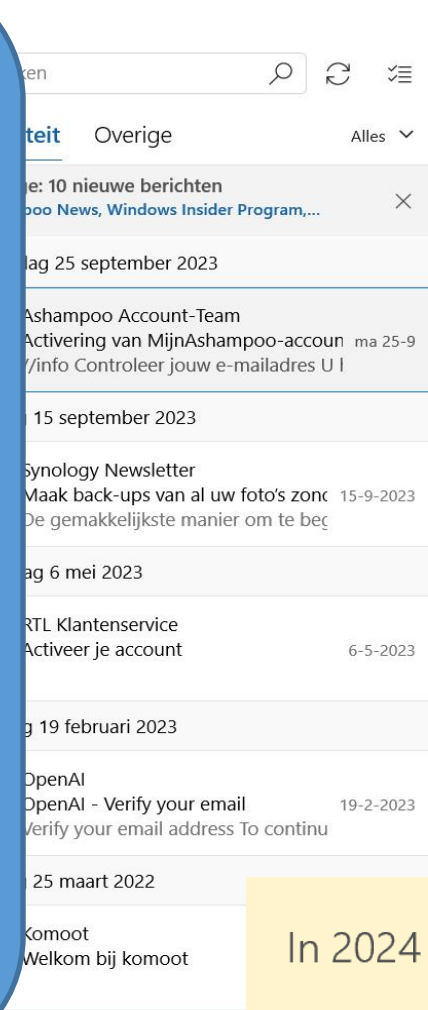 ken
teit Overige Alles
ge: 10 nieuwe berichten
poo News, Windows Insider Program,...
dag 25 september 2023
Ashampoo Account-Team
Activering van MijnAshampoo-accoun ma 25-9
//info Controleer jouw e-mailadres U h
15 september 2023
Synology Newsletter
Maak back-ups van al uw foto's zond 15-9-2023
De gemakkelijkste manier om te beg
ag 6 mei 2023
RTL Klantenservice
Activeer je account 6-5-2023
g 19 februari 2023
OpenAI
OpenAI - Verify your email 19-2-2023
Verify your email address To continu
25 maart 2022
Komoot
Welkom bij komoot
In 2024